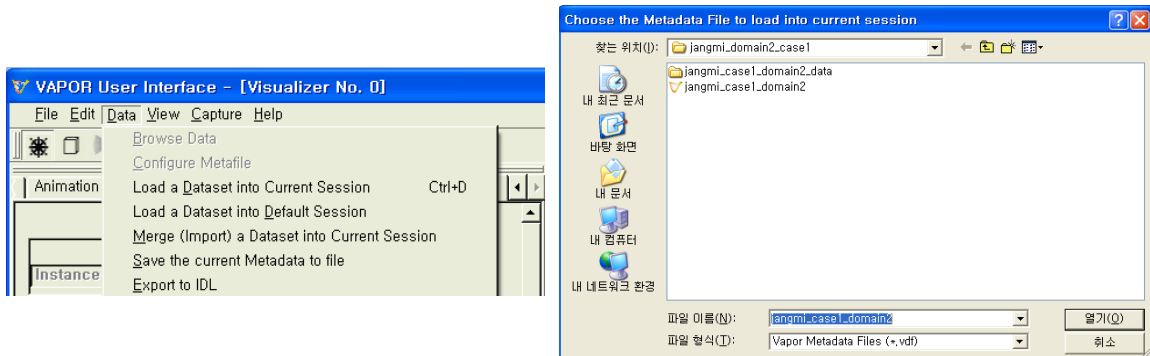 VAPOR User Interface - [Visualizer No. 0]
File Edit Data View Capture Help
Browse Data
Configure Metafile
Animation
Load a Dataset into Current Session Ctrl+D
Load a Dataset into Default Session
Merge (Import) a Dataset into Current Session
Save the current Metadata to file
Instance
Export to IDL
Choose the Metadata File to load into current session
찾는 위치(I): jangmi_domain2_case1
jangmi_case1_domain2_data
jangmi_case1_domain2
내 최근 문서
바탕 화면
내 문서
내 컴퓨터
내 네트워크 환경
파일 이름(N): jangmi_case1_domain2 열기(O)
파일 형식(T): Vapor Metadata Files (*.vdf) 취소